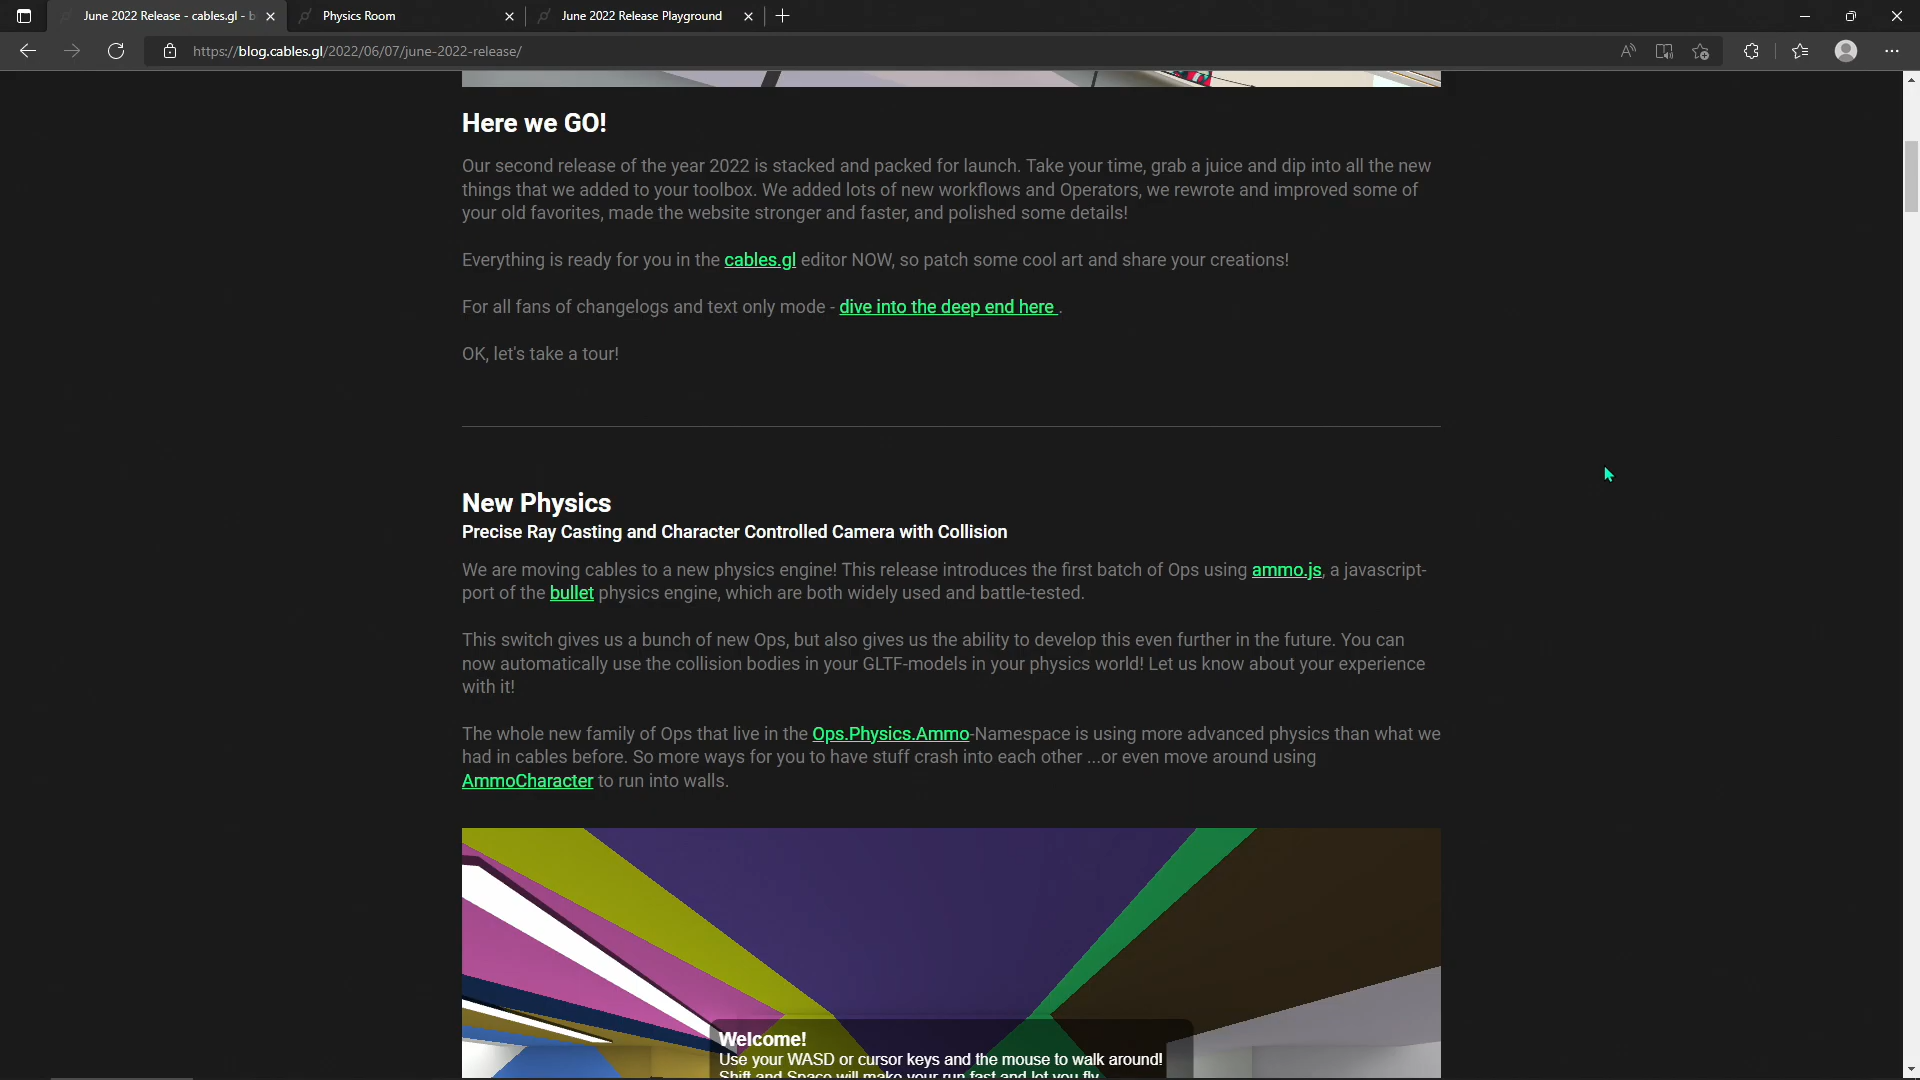 June 2022 Release - cables.gl - b
Physics Room
June 2022 Release Playground
https://blog.cables.gl/2022/06/07/june-2022-release/
Here we GO!
Our second release of the year 2022 is stacked and packed for launch. Take your time, grab a juice and dip into all the new
things that we added to your toolbox. We added lots of new workflows and Operators, we rewrote and improved some of
your old favorites, made the website stronger and faster, and polished some details!
Everything is ready for you in the cables.gl editor NOW, so patch some cool art and share your creations!
For all fans of changelogs and text only mode - dive into the deep end here .
OK, let's take a tour!
New Physics
Precise Ray Casting and Character Controlled Camera with Collision
We are moving cables to a new physics engine! This release introduces the first batch of Ops using ammo.js, a javascript-
port of the bullet physics engine, which are both widely used and battle-tested.
This switch gives us a bunch of new Ops, but also gives us the ability to develop this even further in the future. You can
now automatically use the collision bodies in your GLTF-models in your physics world! Let us know about your experience
with it!
The whole new family of Ops that live in the Ops.Physics.Ammo-Namespace is using more advanced physics than what we
had in cables before. So more ways for you to have stuff crash into each other ...or even move around using
AmmoCharacter to run into walls.
Welcome!
Use your WASD or cursor keys and the mouse to walk around!
Shift and Space will make your run fast and let you fly